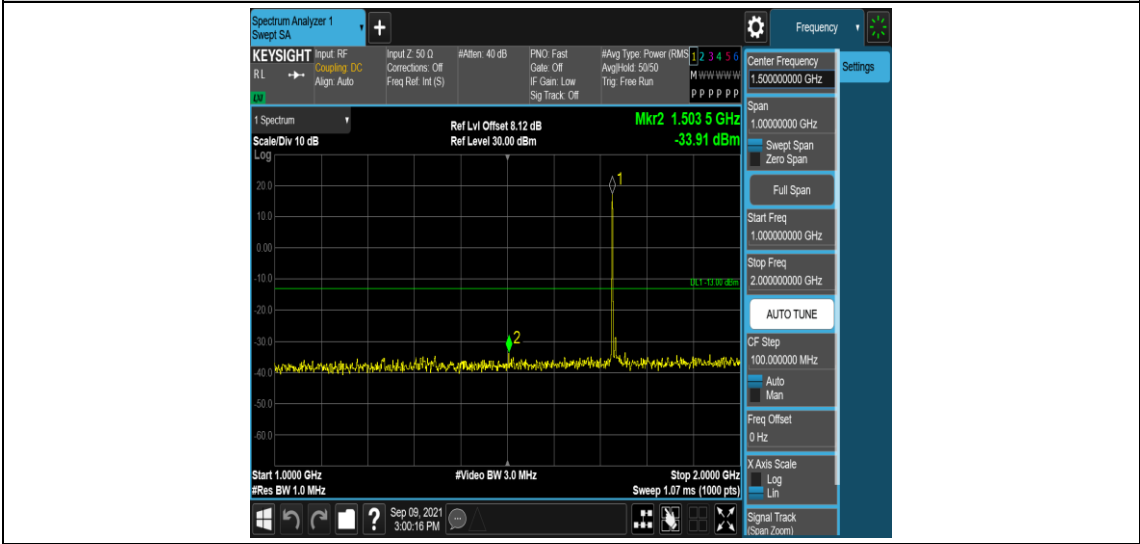 Spectrum Analyzer 1
Swept SA
+
Frequency
KEYSIGHT
RL
LNI
Input: RF
Coupling: DC
Align: Auto
Input Z: 50 Ω
Corrections: Off
Freq Ref: Int (S)
#Atten: 40 dB
PNO: Fast
Gate: Off
IF Gain: Low
Sig Track: Off
#Avg Type: Power (RMS
Avg|Hold: 50/50
Trig: Free Run
1 2 3 4 5 6
M W W W W W
P P P P P P
Settings
1 Spectrum
Scale/Div 10 dB
Log
Ref Lvl Offset 8.12 dB
Ref Level 30.00 dBm
Mkr2 1.503 5 GHz
-33.91 dBm
20.0
10.0
0.00
-10.0
-20.0
-30.0
-40.0
-50.0
-60.0
1
2
DL1 -13.00 dBm
Start 1.0000 GHz
#Res BW 1.0 MHz
#Video BW 3.0 MHz
Stop 2.0000 GHz
Sweep 1.07 ms (1000 pts)
Center Frequency
1.500000000 GHz
Span
1.00000000 GHz
Swept Span
Zero Span
Full Span
Start Freq
1.000000000 GHz
Stop Freq
2.000000000 GHz
AUTO TUNE
CF Step
100.000000 MHz
Auto
Man
Freq Offset
0 Hz
X Axis Scale
Log
Lin
Signal Track
(Span Zoom)
?
Sep 09, 2021
3:00:16 PM